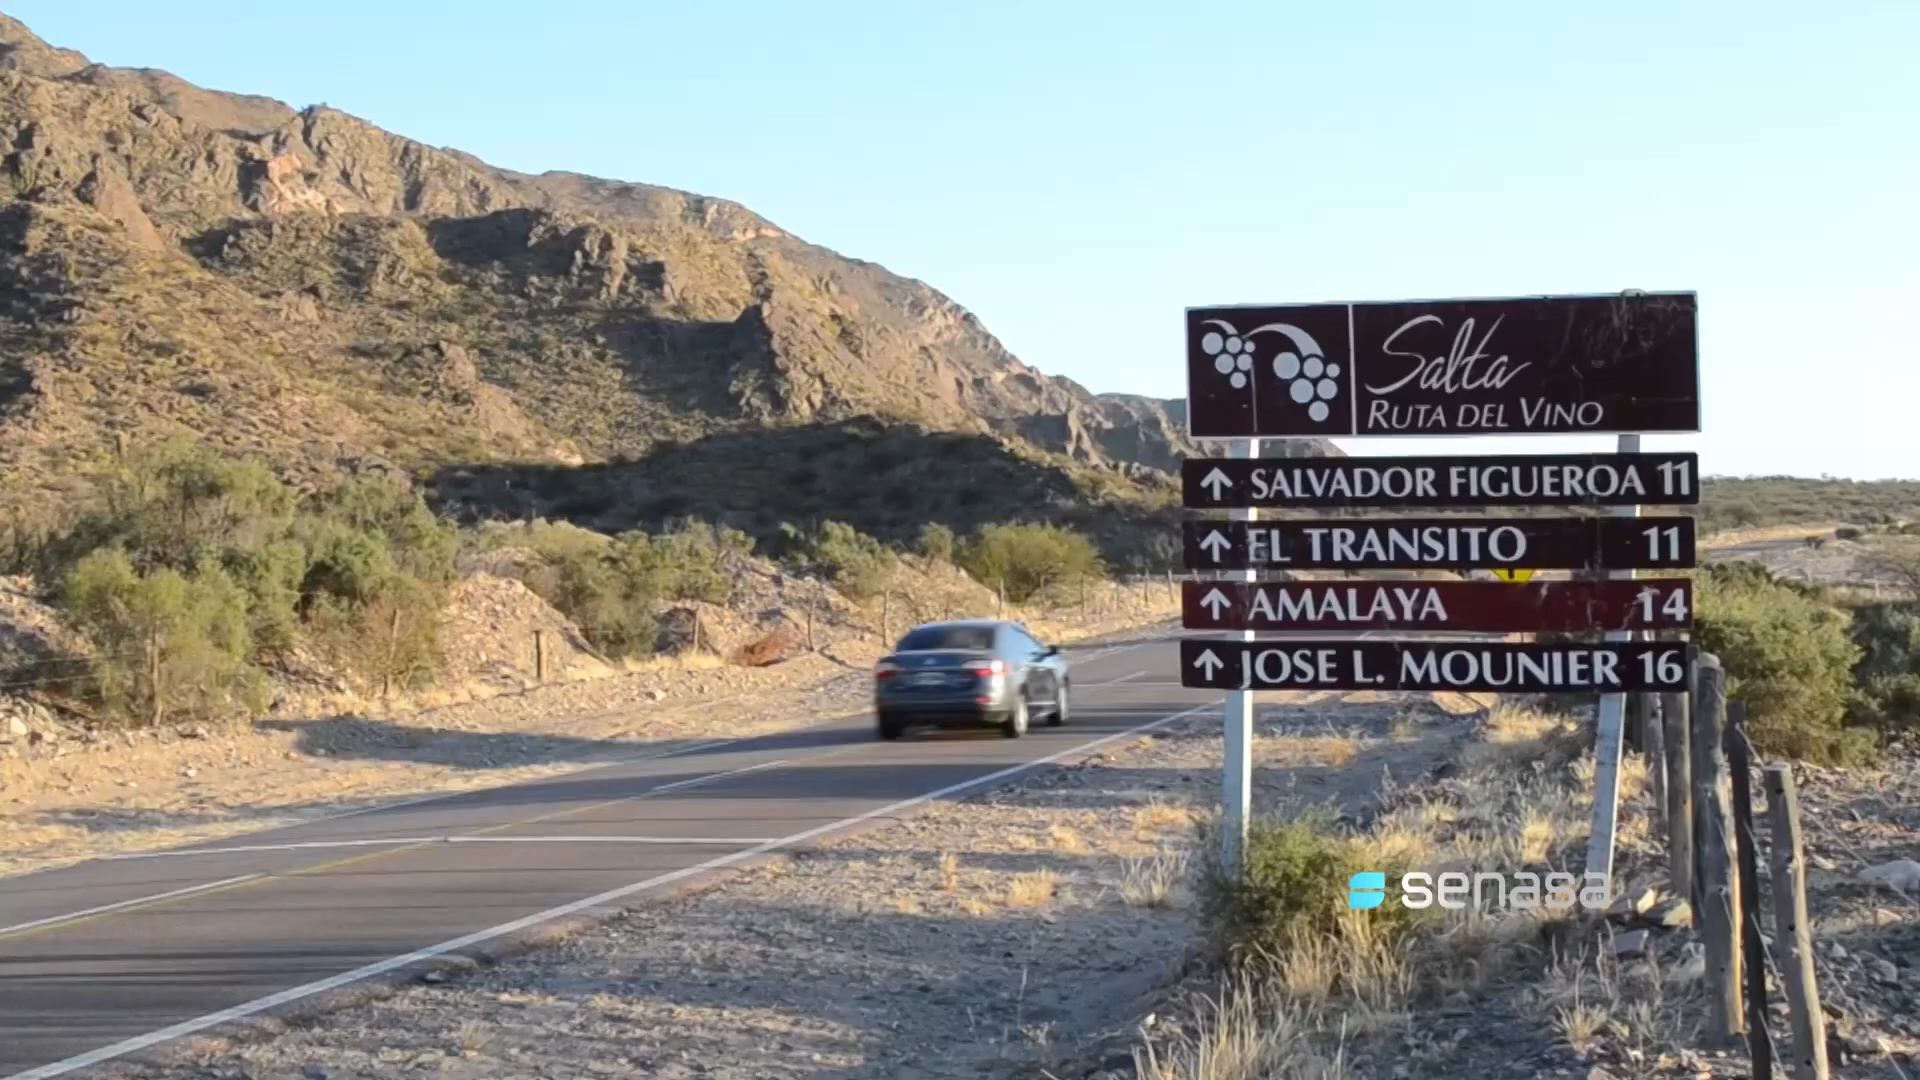 Salta
RUTA DEL VINO
↑ SALVADOR FIGUEROA 11
↑ EL TRANSITO 11
↑ AMALAYA 14
↑ JOSE L. MOUNIER 16
senasa